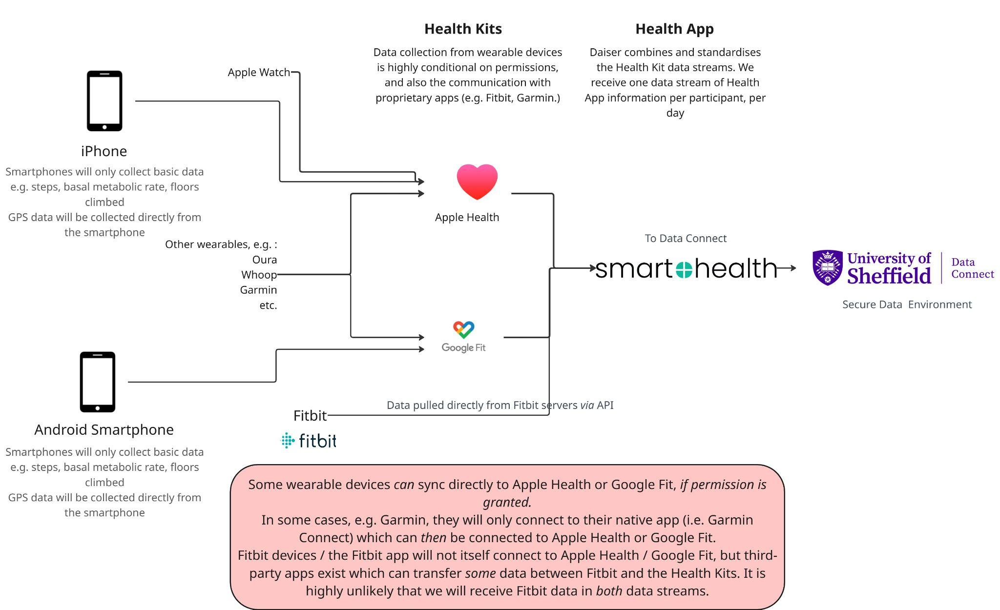 Health Kits
Data collection from wearable devices
is highly conditional on permissions,
and also the communication with
proprietary apps (e.g. Fitbit, Garmin.)
Health App
Daiser combines and standardises
the Health Kit data streams. We
receive one data stream of Health
App information per participant, per
day
Apple Watch
iPhone
Smartphones will only collect basic data
e.g. steps, basal metabolic rate, floors
climbed
GPS data will be collected directly from
the smartphone
Other wearables, e.g. :
Oura
Whoop
Garmin
etc.
Apple Health
To Data Connect
smart health
University of
Sheffield
Data
Connect
Secure Data  Environment
Google Fit
Android Smartphone
Smartphones will only collect basic data
e.g. steps, basal metabolic rate, floors
climbed
GPS data will be collected directly from
the smartphone
Data pulled directly from Fitbit servers via API
Fitbit
fitbit
Some wearable devices can sync directly to Apple Health or Google Fit, if permission is
granted.
In some cases, e.g. Garmin, they will only connect to their native app (i.e. Garmin
Connect) which can then be connected to Apple Health or Google Fit.
Fitbit devices / the Fitbit app will not itself connect to Apple Health / Google Fit, but third-
party apps exist which can transfer some data between Fitbit and the Health Kits. It is
highly unlikely that we will receive Fitbit data in both data streams.